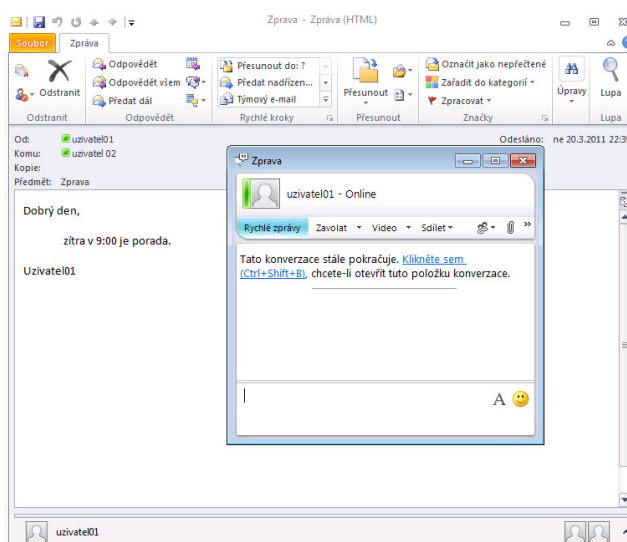 Zprava - Zpráva (HTML)
Soubor Zpráva
Odstranit
Odpovědět
Odpovědět všem
Předat dál
Přesunout do: ?
Předat nadřízen...
Týmový e-mail
Přesunout
Označit jako nepřečtené
Zařadit do kategorií
Zpracovat
Úpravy
Lupa
Odstranit Odpovědět Rychlé kroky Přesunout Značky Lupa
Od: uzivatel01 Odesláno: ne 20.3.2011 22:39
Komu: uzivatel 02
Kopie:
Předmět: Zprava
Dobrý den,
zítra v 9:00 je porada.
Uzivatel01
Zprava
uzivatel01 - Online
Rychlé zprávy Zavolat Video Sdílet
Tato konverzace stále pokračuje. Klikněte sem
(Ctrl+Shift+B), chcete-li otevřít tuto položku konverzace.
A
uzivatel01